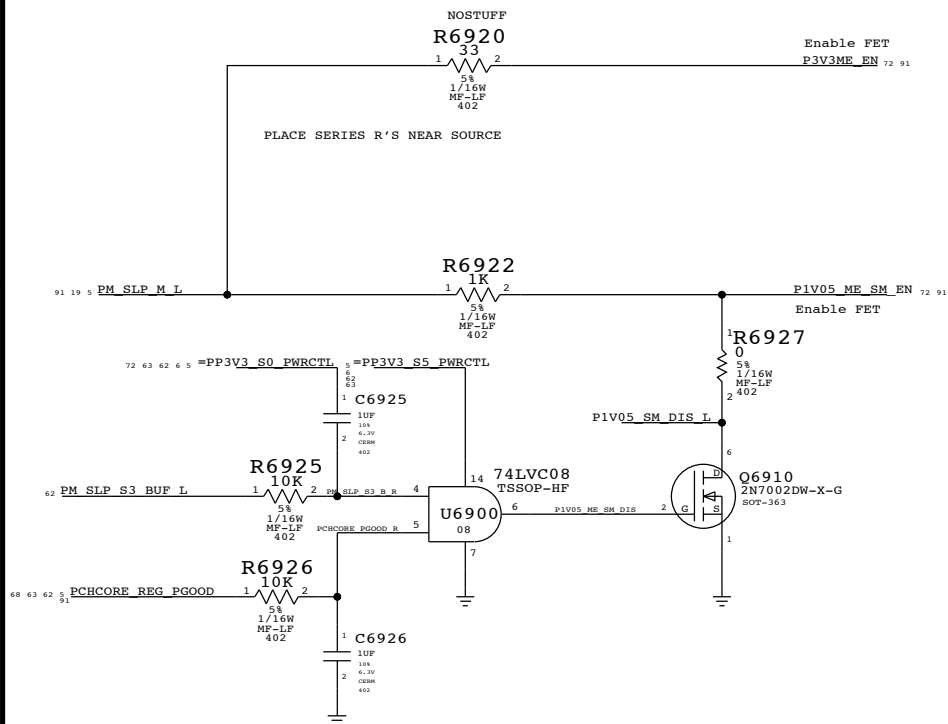 NOSTUFF
R6920
33
1 2
5%
1/16W
MF-LF
402
Enable FET
P3V3ME_EN 72 91
PLACE SERIES R'S NEAR SOURCE
91 19 5 PM_SLP_M_L
R6922
1K
1 2
5%
1/16W
MF-LF
402
P1V05_ME_SM_EN 72 91
Enable FET
1
R6927
0
5%
1/16W
MF-LF
402
2
72 63 62 6 5 =PP3V3_S0_PWRCTL
5
6
62
63
=PP3V3_S5_PWRCTL
1
C6925
1UF
10%
6.3V
CERM
402
2
P1V05_SM_DIS_L
62 PM_SLP_S3_BUF_L
R6925
10K
1 2
5%
1/16W
MF-LF
402
PM_SLP_S3_B_R
4
14
74LVC08
TSSOP-HF
U6900
08
6
P1V05_ME_SM_DIS
2
PCHCORE_PGOOD_R
5
7
6
D
G
S
Q6910
2N7002DW-X-G
SOT-363
1
68 63 62 5
91
PCHCORE_REG_PGOOD
R6926
10K
1 2
5%
1/16W
MF-LF
402
1
C6926
1UF
10%
6.3V
CERM
402
2